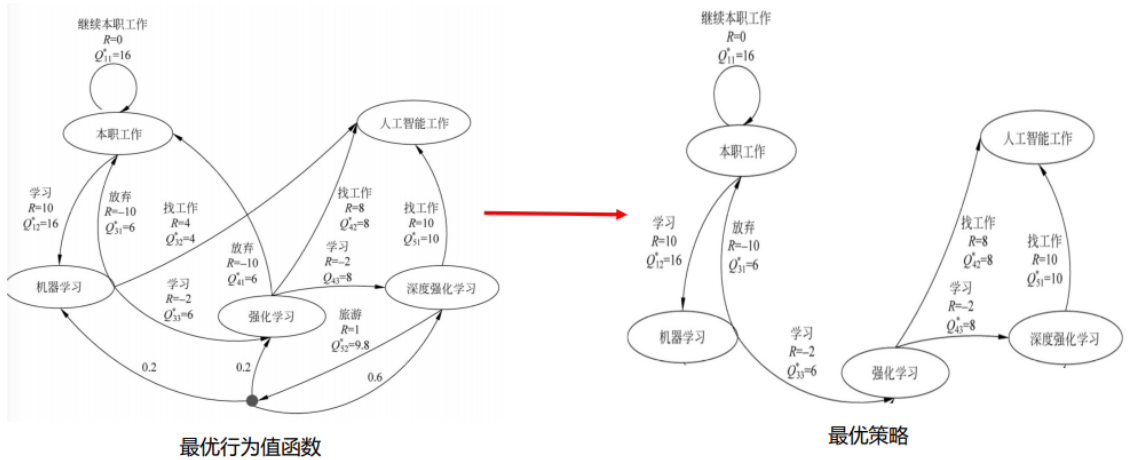 继续本职工作
R=0
Q*11=16
本职工作
人工智能工作
学习
R=10
Q*12=16
放弃
R=-10
Q*31=6
找工作
R=4
Q*32=4
找工作
R=8
Q*42=8
找工作
R=10
Q*51=10
放弃
R=-10
Q*41=6
学习
R=-2
Q43=8
机器学习
学习
R=-2
Q*33=6
强化学习
深度强化学习
旅游
R=1
Q*52=9.8
0.2
0.2
0.6
最优行为值函数
继续本职工作
R=0
Q*11=16
本职工作
人工智能工作
学习
R=10
Q*12=16
放弃
R=-10
Q*31=6
找工作
R=8
Q*42=8
找工作
R=10
Q*51=10
学习
R=-2
Q*43=8
机器学习
学习
R=-2
Q*33=6
强化学习
深度强化学习
最优策略